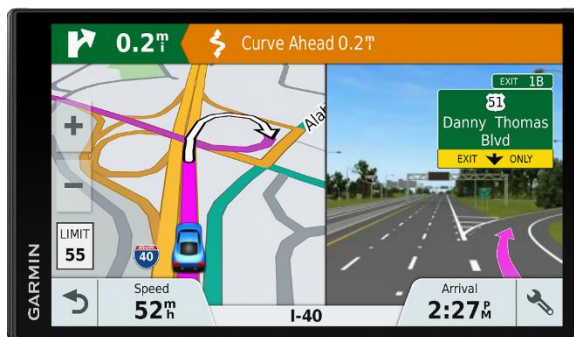 0.2 mi
Curve Ahead 0.2 m
EXIT 1B
51
Danny Thomas
Blvd
EXIT ONLY
Alab
+
−
LIMIT
55
40
Speed
52 mh
I-40
Arrival
2:27 PM
GARMIN